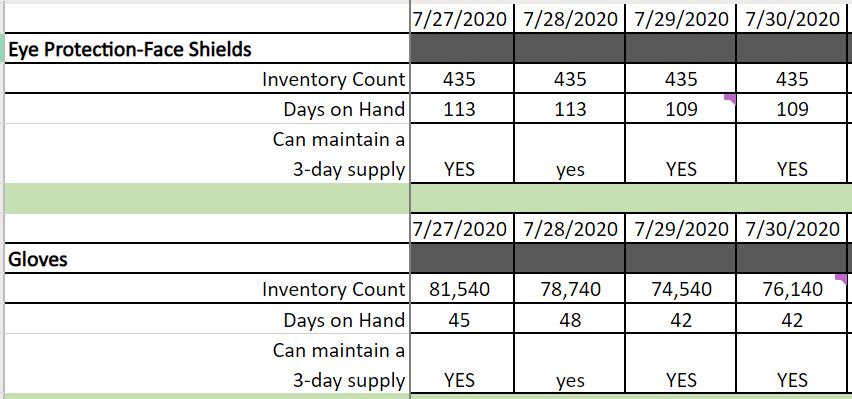 7/27/2020 7/28/2020 7/29/2020 7/30/2020
Eye Protection-Face Shields
Inventory Count 435 435 435 435
Days on Hand 113 113 109 109
Can maintain a
3-day supply YES yes YES YES
7/27/2020 7/28/2020 7/29/2020 7/30/2020
Gloves
Inventory Count 81,540 78,740 74,540 76,140
Days on Hand 45 48 42 42
Can maintain a
3-day supply YES yes YES YES